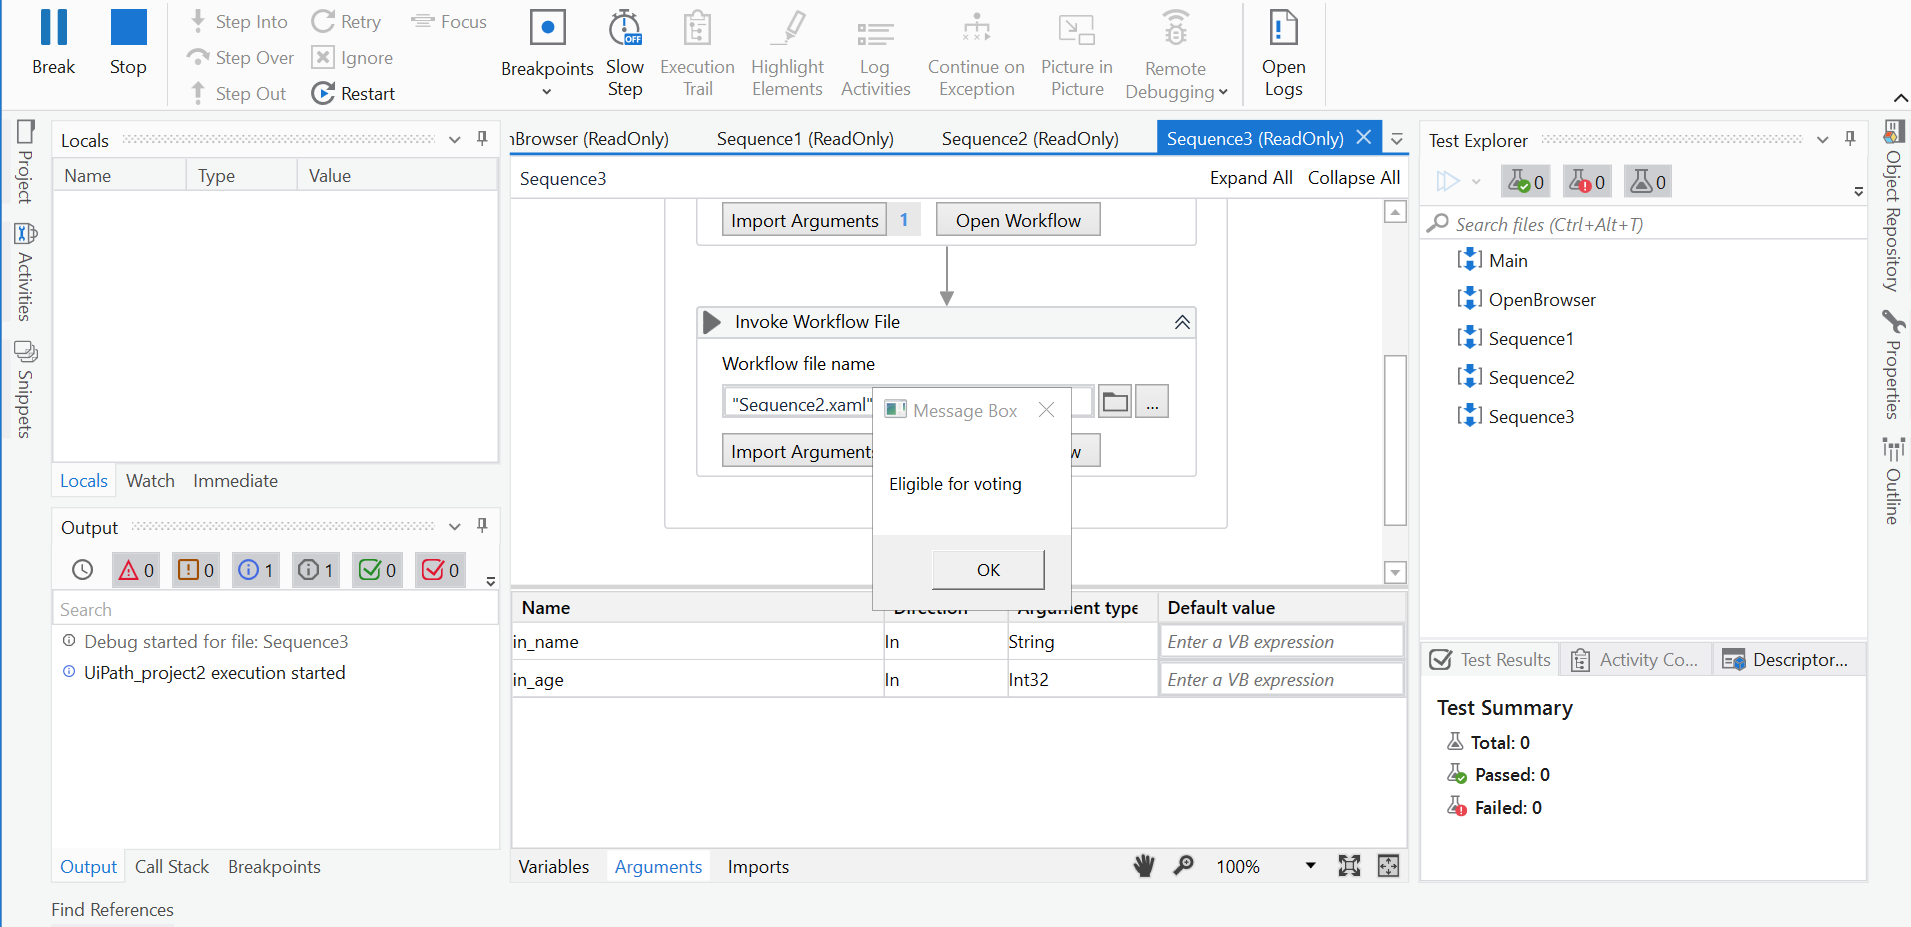 Break
Stop
Step Into
Step Over
Step Out
Retry
Ignore
Restart
Focus
Breakpoints
Slow Step
OFF
Execution Trail
Highlight Elements
Log Activities
Continue on Exception
Picture in Picture
Remote Debugging
Open Logs
Project
Activities
Snippets
Locals
Name Type Value
Locals Watch Immediate
Output
0 0 1 1 0 0
Search
Debug started for file: Sequence3
UiPath_project2 execution started
Output Call Stack Breakpoints
Find References
nBrowser (ReadOnly) Sequence1 (ReadOnly) Sequence2 (ReadOnly) Sequence3 (ReadOnly)
Sequence3 Expand All Collapse All
Import Arguments 1 Open Workflow
Invoke Workflow File
Workflow file name
"Sequence2.xaml" ...
Import Arguments w
Message Box
Eligible for voting
OK
Name Direction Argument type Default value
in_name In String Enter a VB expression
in_age In Int32 Enter a VB expression
Variables Arguments Imports 100%
Test Explorer
0 0 0
Search files (Ctrl+Alt+T)
Main
OpenBrowser
Sequence1
Sequence2
Sequence3
Test Results Activity Co... Descriptor...
Test Summary
Total: 0
Passed: 0
Failed: 0
Object Repository
Properties
Outline